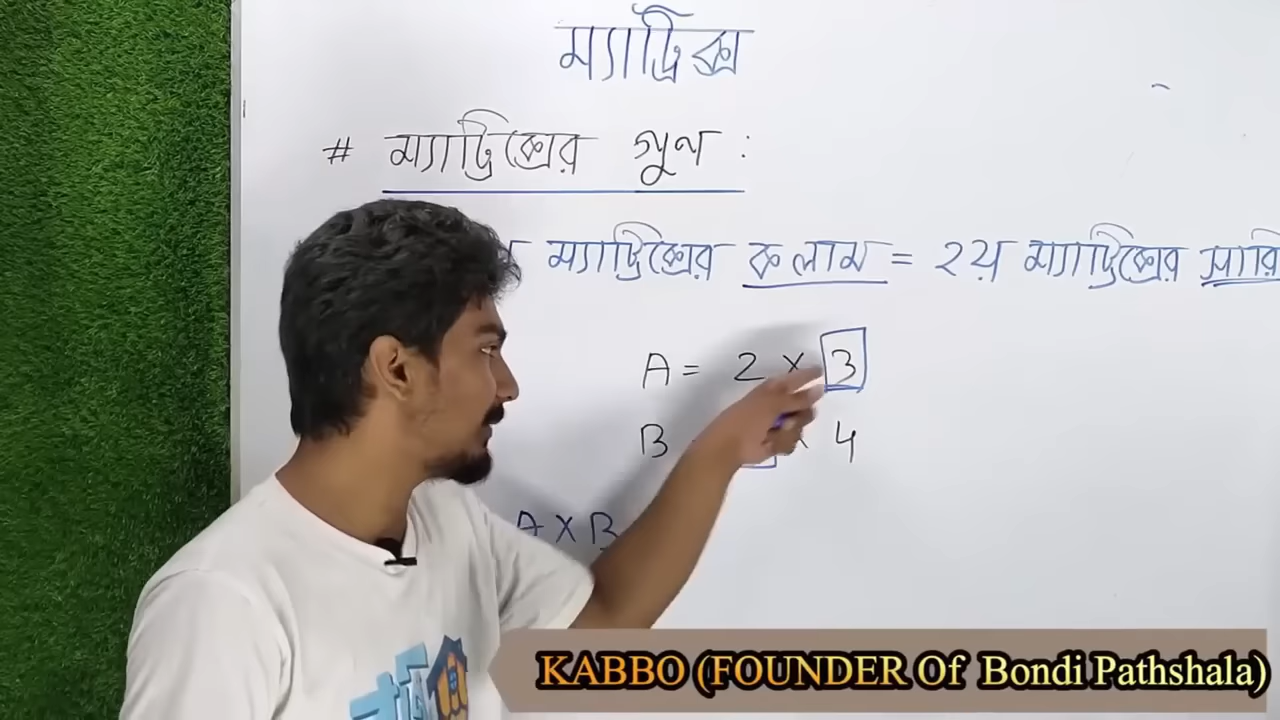 ম্যাট্রিক্স
# ম্যাট্রিক্সের গুণ :
ম্যাট্রিক্সের কলাম = ২য় ম্যাট্রিক্সের সারি
A = 2 × 3
B × 4
A × B
KABBO (FOUNDER Of Bondi Pathshala)